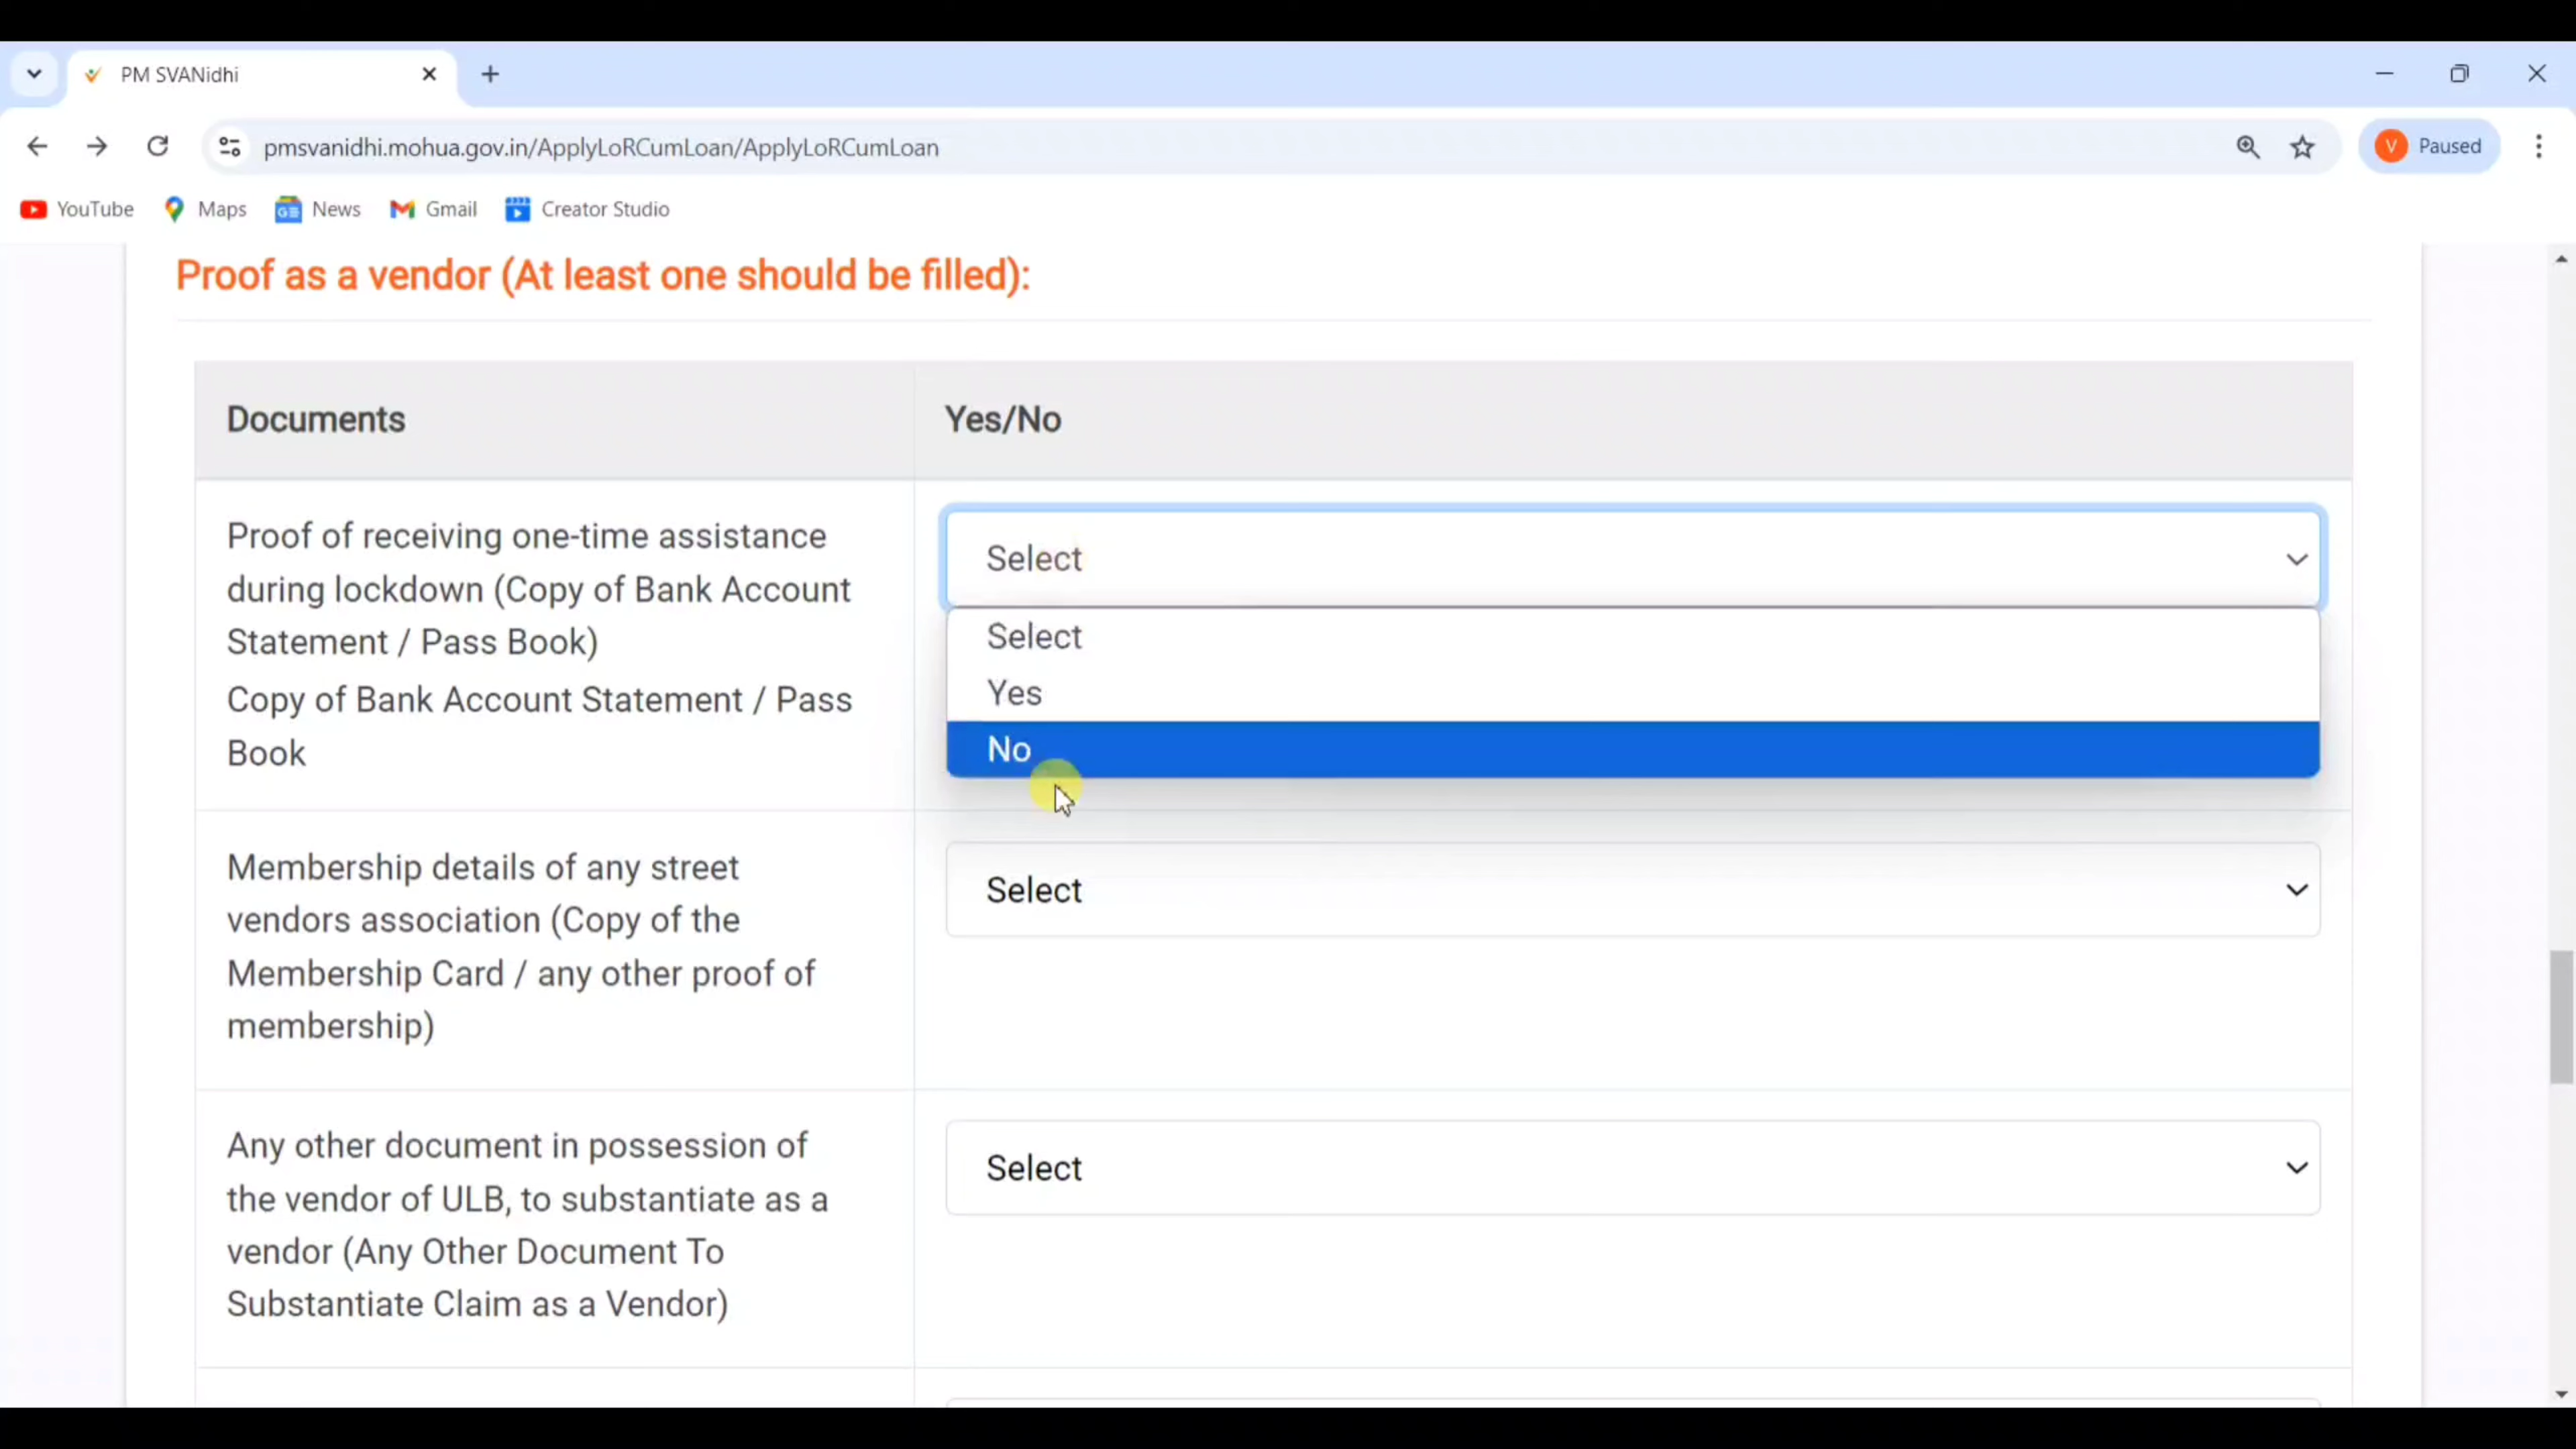 PM SVANidhi
pmsvanidhi.mohua.gov.in/ApplyLoRCumLoan/ApplyLoRCumLoan
V Paused
YouTube Maps News Gmail Creator Studio
Proof as a vendor (At least one should be filled):
Documents Yes/No
Proof of receiving one-time assistance
during lockdown (Copy of Bank Account
Statement / Pass Book)
Copy of Bank Account Statement / Pass
Book
Select
Select
Yes
No
Membership details of any street
vendors association (Copy of the
Membership Card / any other proof of
membership)
Select
Any other document in possession of
the vendor of ULB, to substantiate as a
vendor (Any Other Document To
Substantiate Claim as a Vendor)
Select